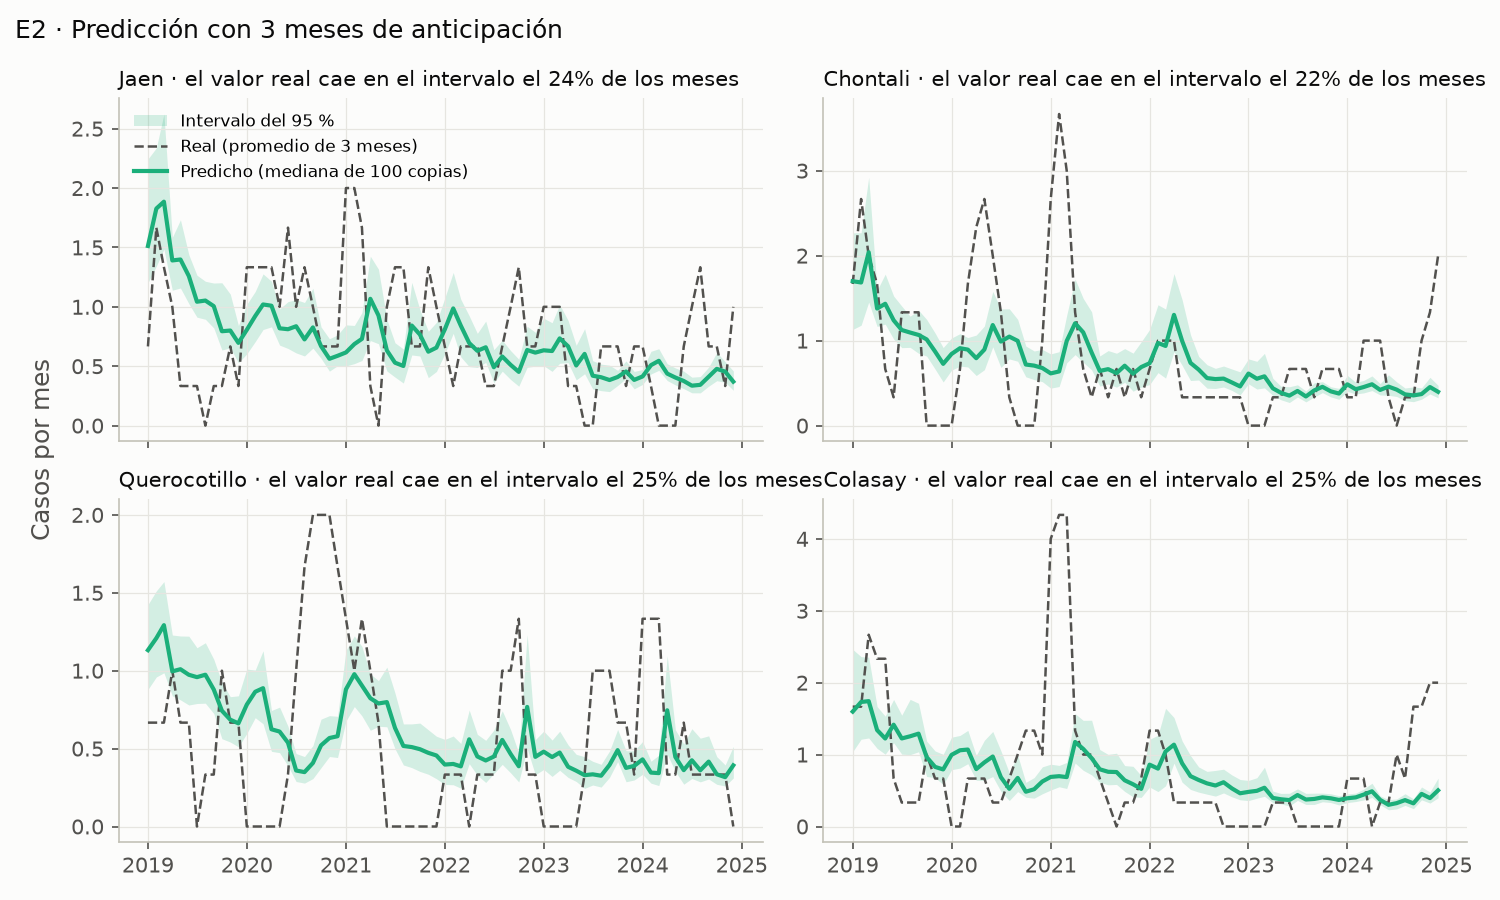 E2 · Predicción con 3 meses de anticipación
Jaen · el valor real cae en el intervalo el 24% de los meses
Chontali · el valor real cae en el intervalo el 22% de los meses
Intervalo del 95 %
Real (promedio de 3 meses)
Predicho (mediana de 100 copias)
2.5
2.0
1.5
1.0
0.5
0.0
3
2
1
0
Casos por mes
Querocotillo · el valor real cae en el intervalo el 25% de los meses
Colasay · el valor real cae en el intervalo el 25% de los meses
2.0
1.5
1.0
0.5
0.0
4
3
2
1
0
2019 2020 2021 2022 2023 2024 2025
2019 2020 2021 2022 2023 2024 2025